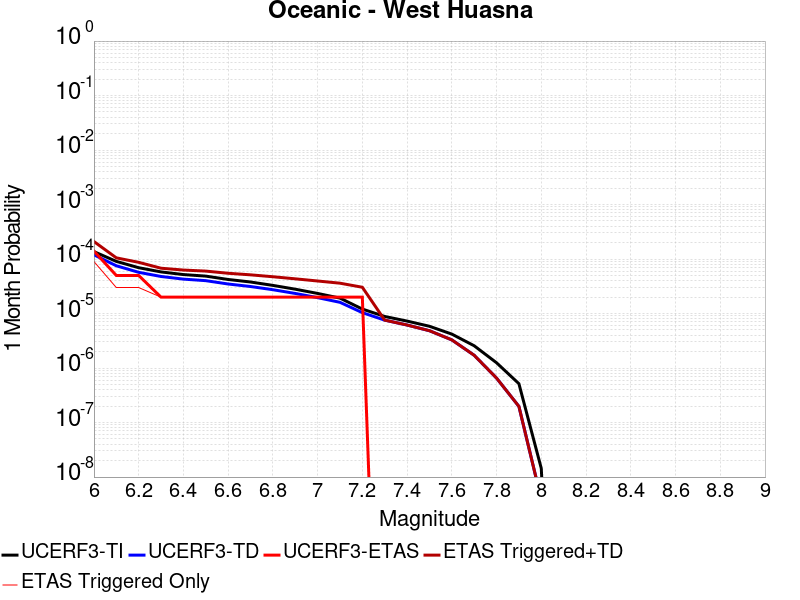 Oceanic - West Huasna
10^0
10^-1
10^-2
10^-3
10^-4
10^-5
10^-6
10^-7
10^-8
1 Month Probability
6 6.2 6.4 6.6 6.8 7 7.2 7.4 7.6 7.8 8 8.2 8.4 8.6 8.8 9
Magnitude
UCERF3-TI UCERF3-TD UCERF3-ETAS ETAS Triggered+TD
ETAS Triggered Only